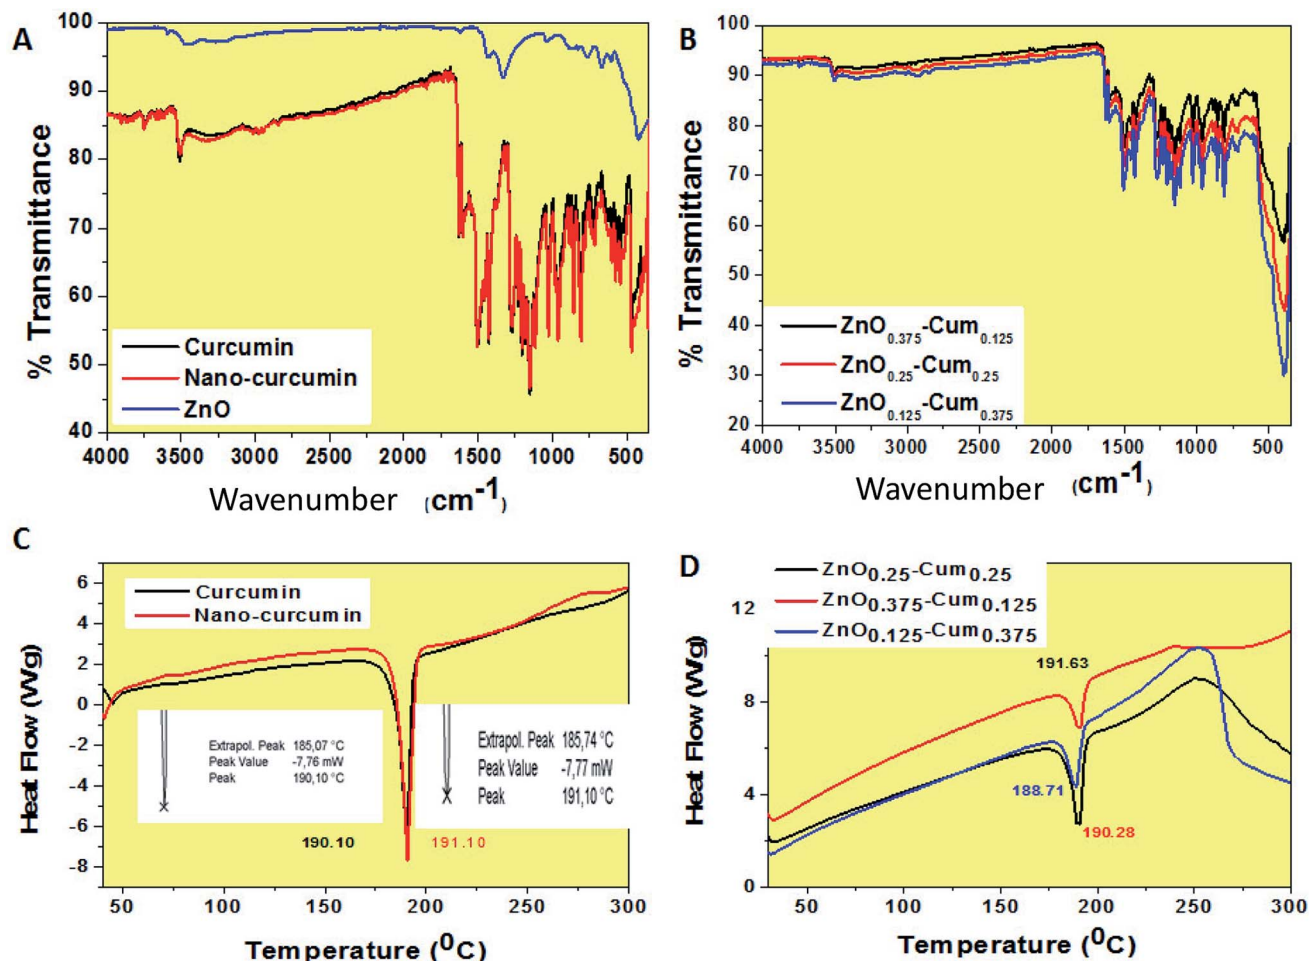 A
% Transmittance
100
90
80
70
60
50
40
Curcumin
Nano-curcumin
ZnO
4000 3500 3000 2500 2000 1500 1000 500
Wavenumber (cm-1)
B
% Transmittance
100
90
80
70
60
50
40
30
20
ZnO0.375-Cum0.125
ZnO0.25-Cum0.25
ZnO0.125-Cum0.375
4000 3500 3000 2500 2000 1500 1000 500
Wavenumber (cm-1)
C
Heat Flow (W/g)
6
4
2
0
-2
-4
-6
-8
Curcumin
Nano-curcumin
Extrapol. Peak 185,07 °C
Peak Value -7,76 mW
Peak 190,10 °C
Extrapol. Peak 185,74 °C
Peak Value -7,77 mW
Peak 191,10 °C
190.10
191.10
50 100 150 200 250 300
Temperature (0C)
D
Heat Flow (W/g)
12
8
4
0
ZnO0.25-Cum0.25
ZnO0.375-Cum0.125
ZnO0.125-Cum0.375
191.63
188.71
190.28
50 100 150 200 250 300
Temperature (0C)